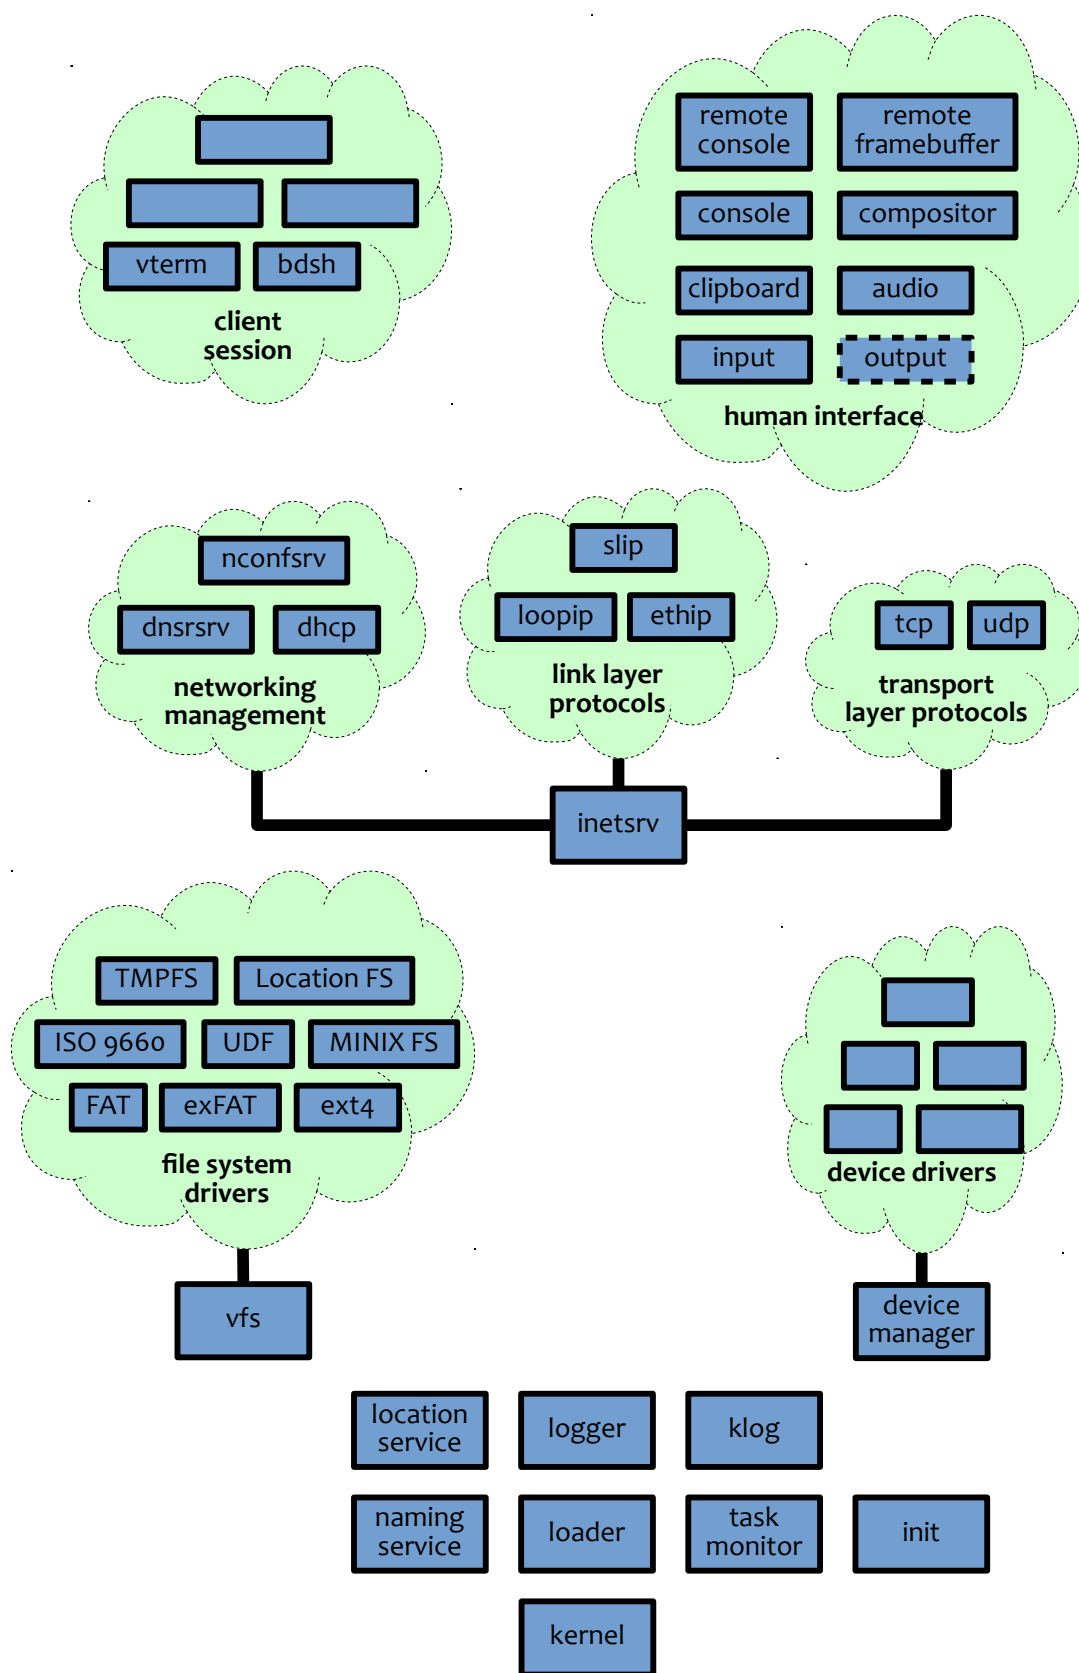 vterm
bdsh
client
session
remote
console
remote
framebuffer
console
compositor
clipboard
audio
input
output
human interface
nconfsrv
dnsrsrv
dhcp
networking
management
slip
loopip
ethip
link layer
protocols
tcp
udp
transport
layer protocols
inetsrv
TMPFS
Location FS
ISO 9660
UDF
MINIX FS
FAT
exFAT
ext4
file system
drivers
vfs
device drivers
device
manager
location
service
logger
klog
naming
service
loader
task
monitor
init
kernel